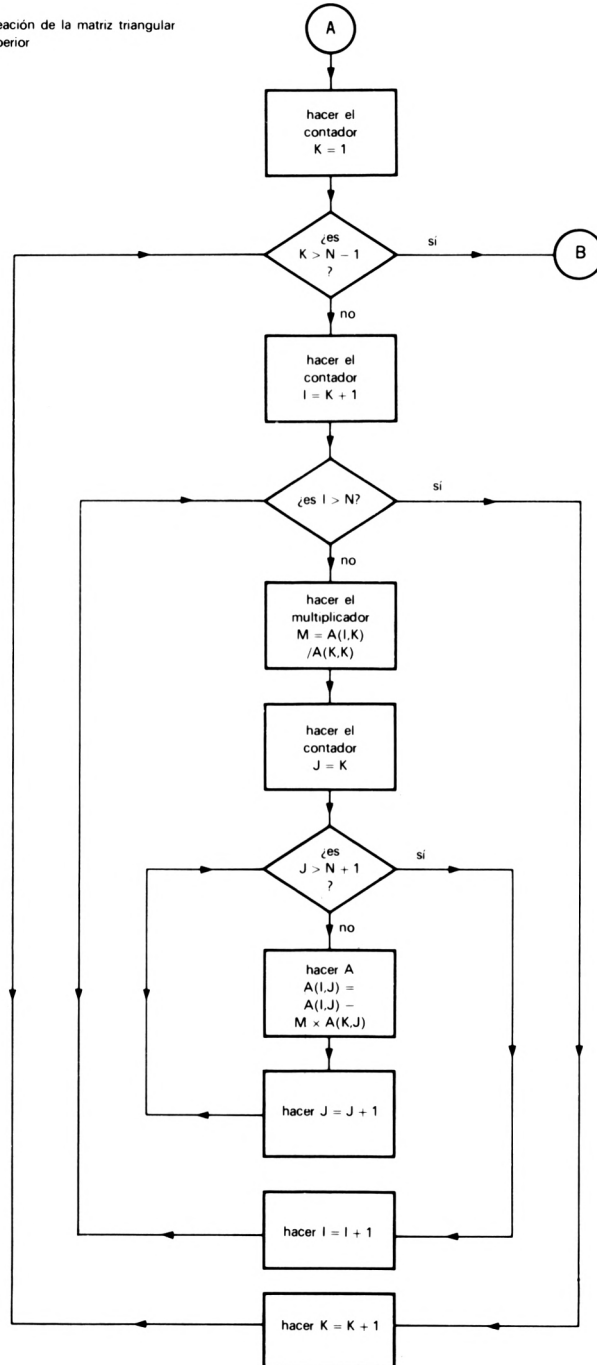 eación de la matriz triangular
perior
A
hacer el
contador
K = 1
¿es
K > N − 1
?
sí
B
no
hacer el
contador
I = K + 1
¿es I > N?
sí
no
hacer el
multiplicador
M = A(I,K)
/A(K,K)
hacer el
contador
J = K
¿es
J > N + 1
?
sí
no
hacer A
A(I,J) =
A(I,J) −
M × A(K,J)
hacer J = J + 1
hacer I = I + 1
hacer K = K + 1